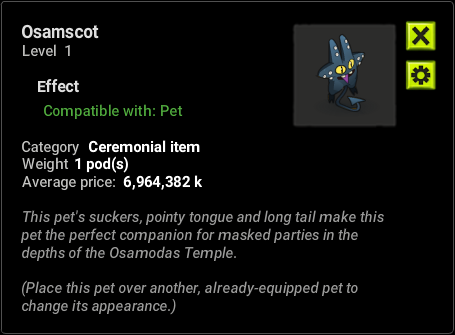 Osamscot
Level 1
Effect
Compatible with: Pet
Category Ceremonial item
Weight 1 pod(s)
Average price: 6,964,382 k
This pet's suckers, pointy tongue and long tail make this
pet the perfect companion for masked parties in the
depths of the Osamodas Temple.
(Place this pet over another, already-equipped pet to
change its appearance.)